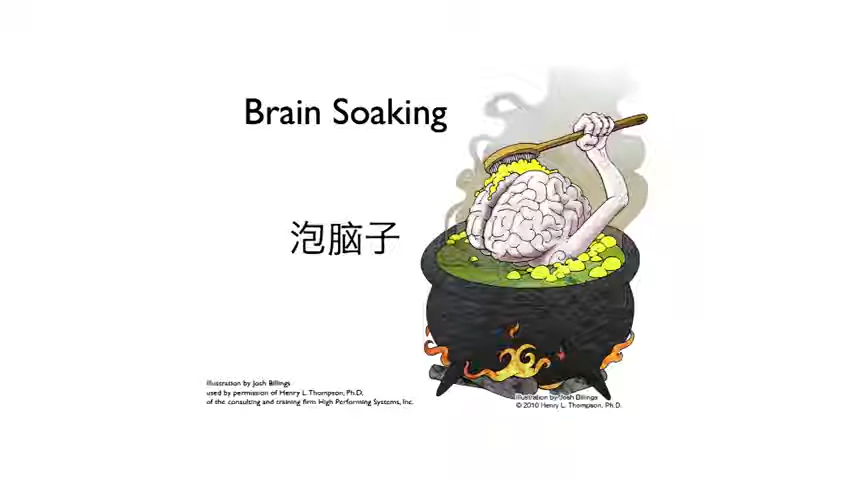 Brain Soaking
泡脑子
Illustration by Josh Billings
used by permission of Henry L. Thompson, Ph.D.
of the consulting and training firm High Performing Systems, Inc.
Illustration by Josh Billings
© 2010 Henry L. Thompson, Ph.D.